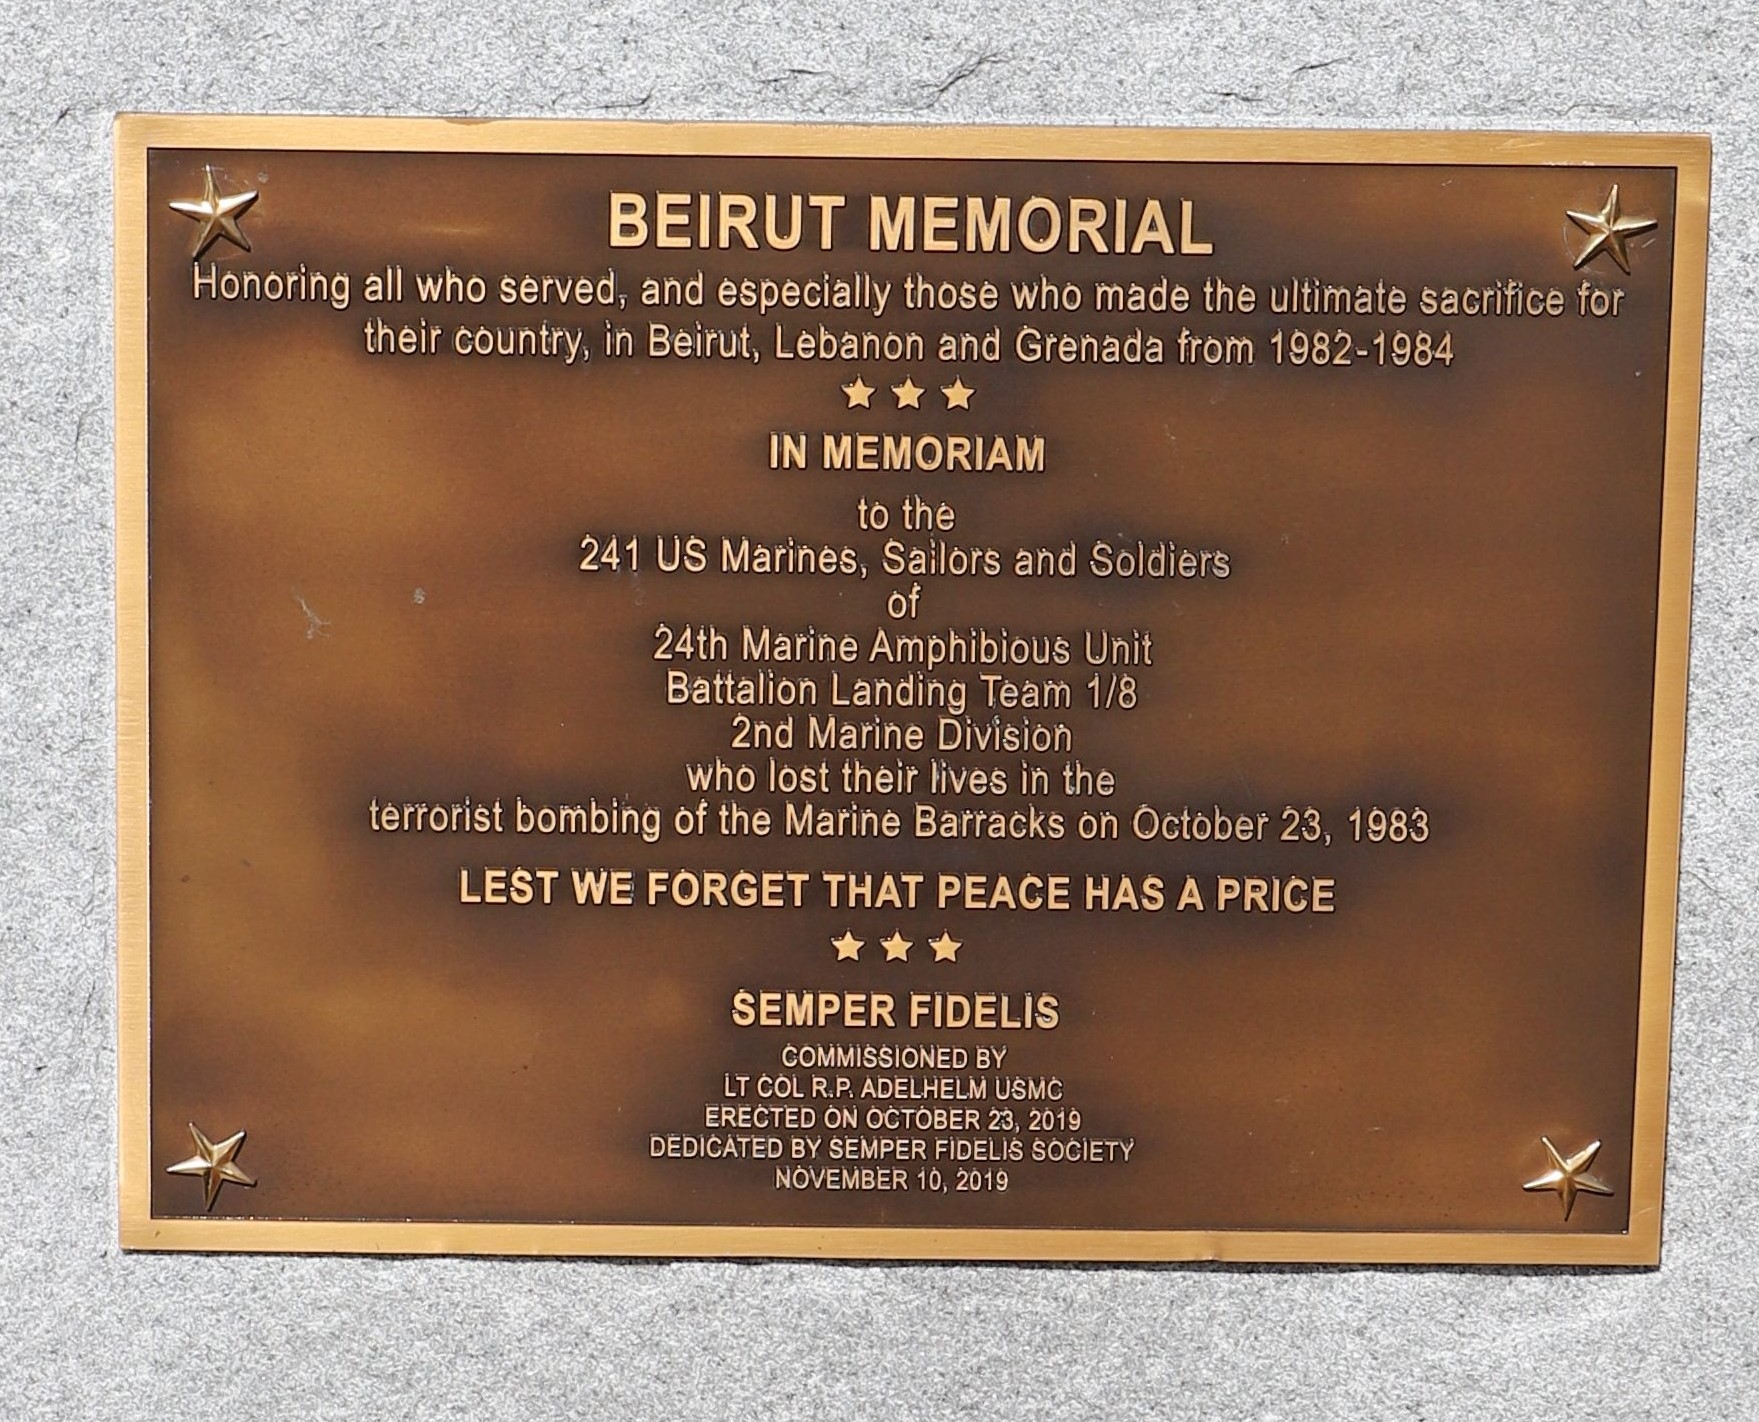 BEIRUT MEMORIAL
Honoring all who served, and especially those who made the ultimate sacrifice for
their country, in Beirut, Lebanon and Grenada from 1982-1984
IN MEMORIAM
to the
241 US Marines, Sailors and Soldiers
of
24th Marine Amphibious Unit
Battalion Landing Team 1/8
2nd Marine Division
who lost their lives in the
terrorist bombing of the Marine Barracks on October 23, 1983
LEST WE FORGET THAT PEACE HAS A PRICE
SEMPER FIDELIS
COMMISSIONED BY
LT COL R.P. ADELHELM USMC
ERECTED ON OCTOBER 23, 2019
DEDICATED BY SEMPER FIDELIS SOCIETY
NOVEMBER 10, 2019